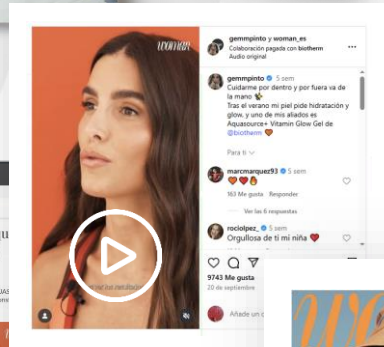 woman
gemmpinto y woman_es
Colaboración pagada con biotherm
Audio original
gemmpinto 5 sem
Cuidarme por dentro y por fuera va de
la mano
Tras el verano mi piel pide hidratación y
glow, y uno de mis aliados es
Aquasource+ Vitamin Glow Gel de
@biotherm
Para ti
marcmarquez93 5 sem
163 Me gusta Responder
Ver las 6 respuestas
rociolpez_ 5 sem
Orgullosa de ti mi niña
9743 Me gusta
20 de septiembre
Añade un c
qu
wo